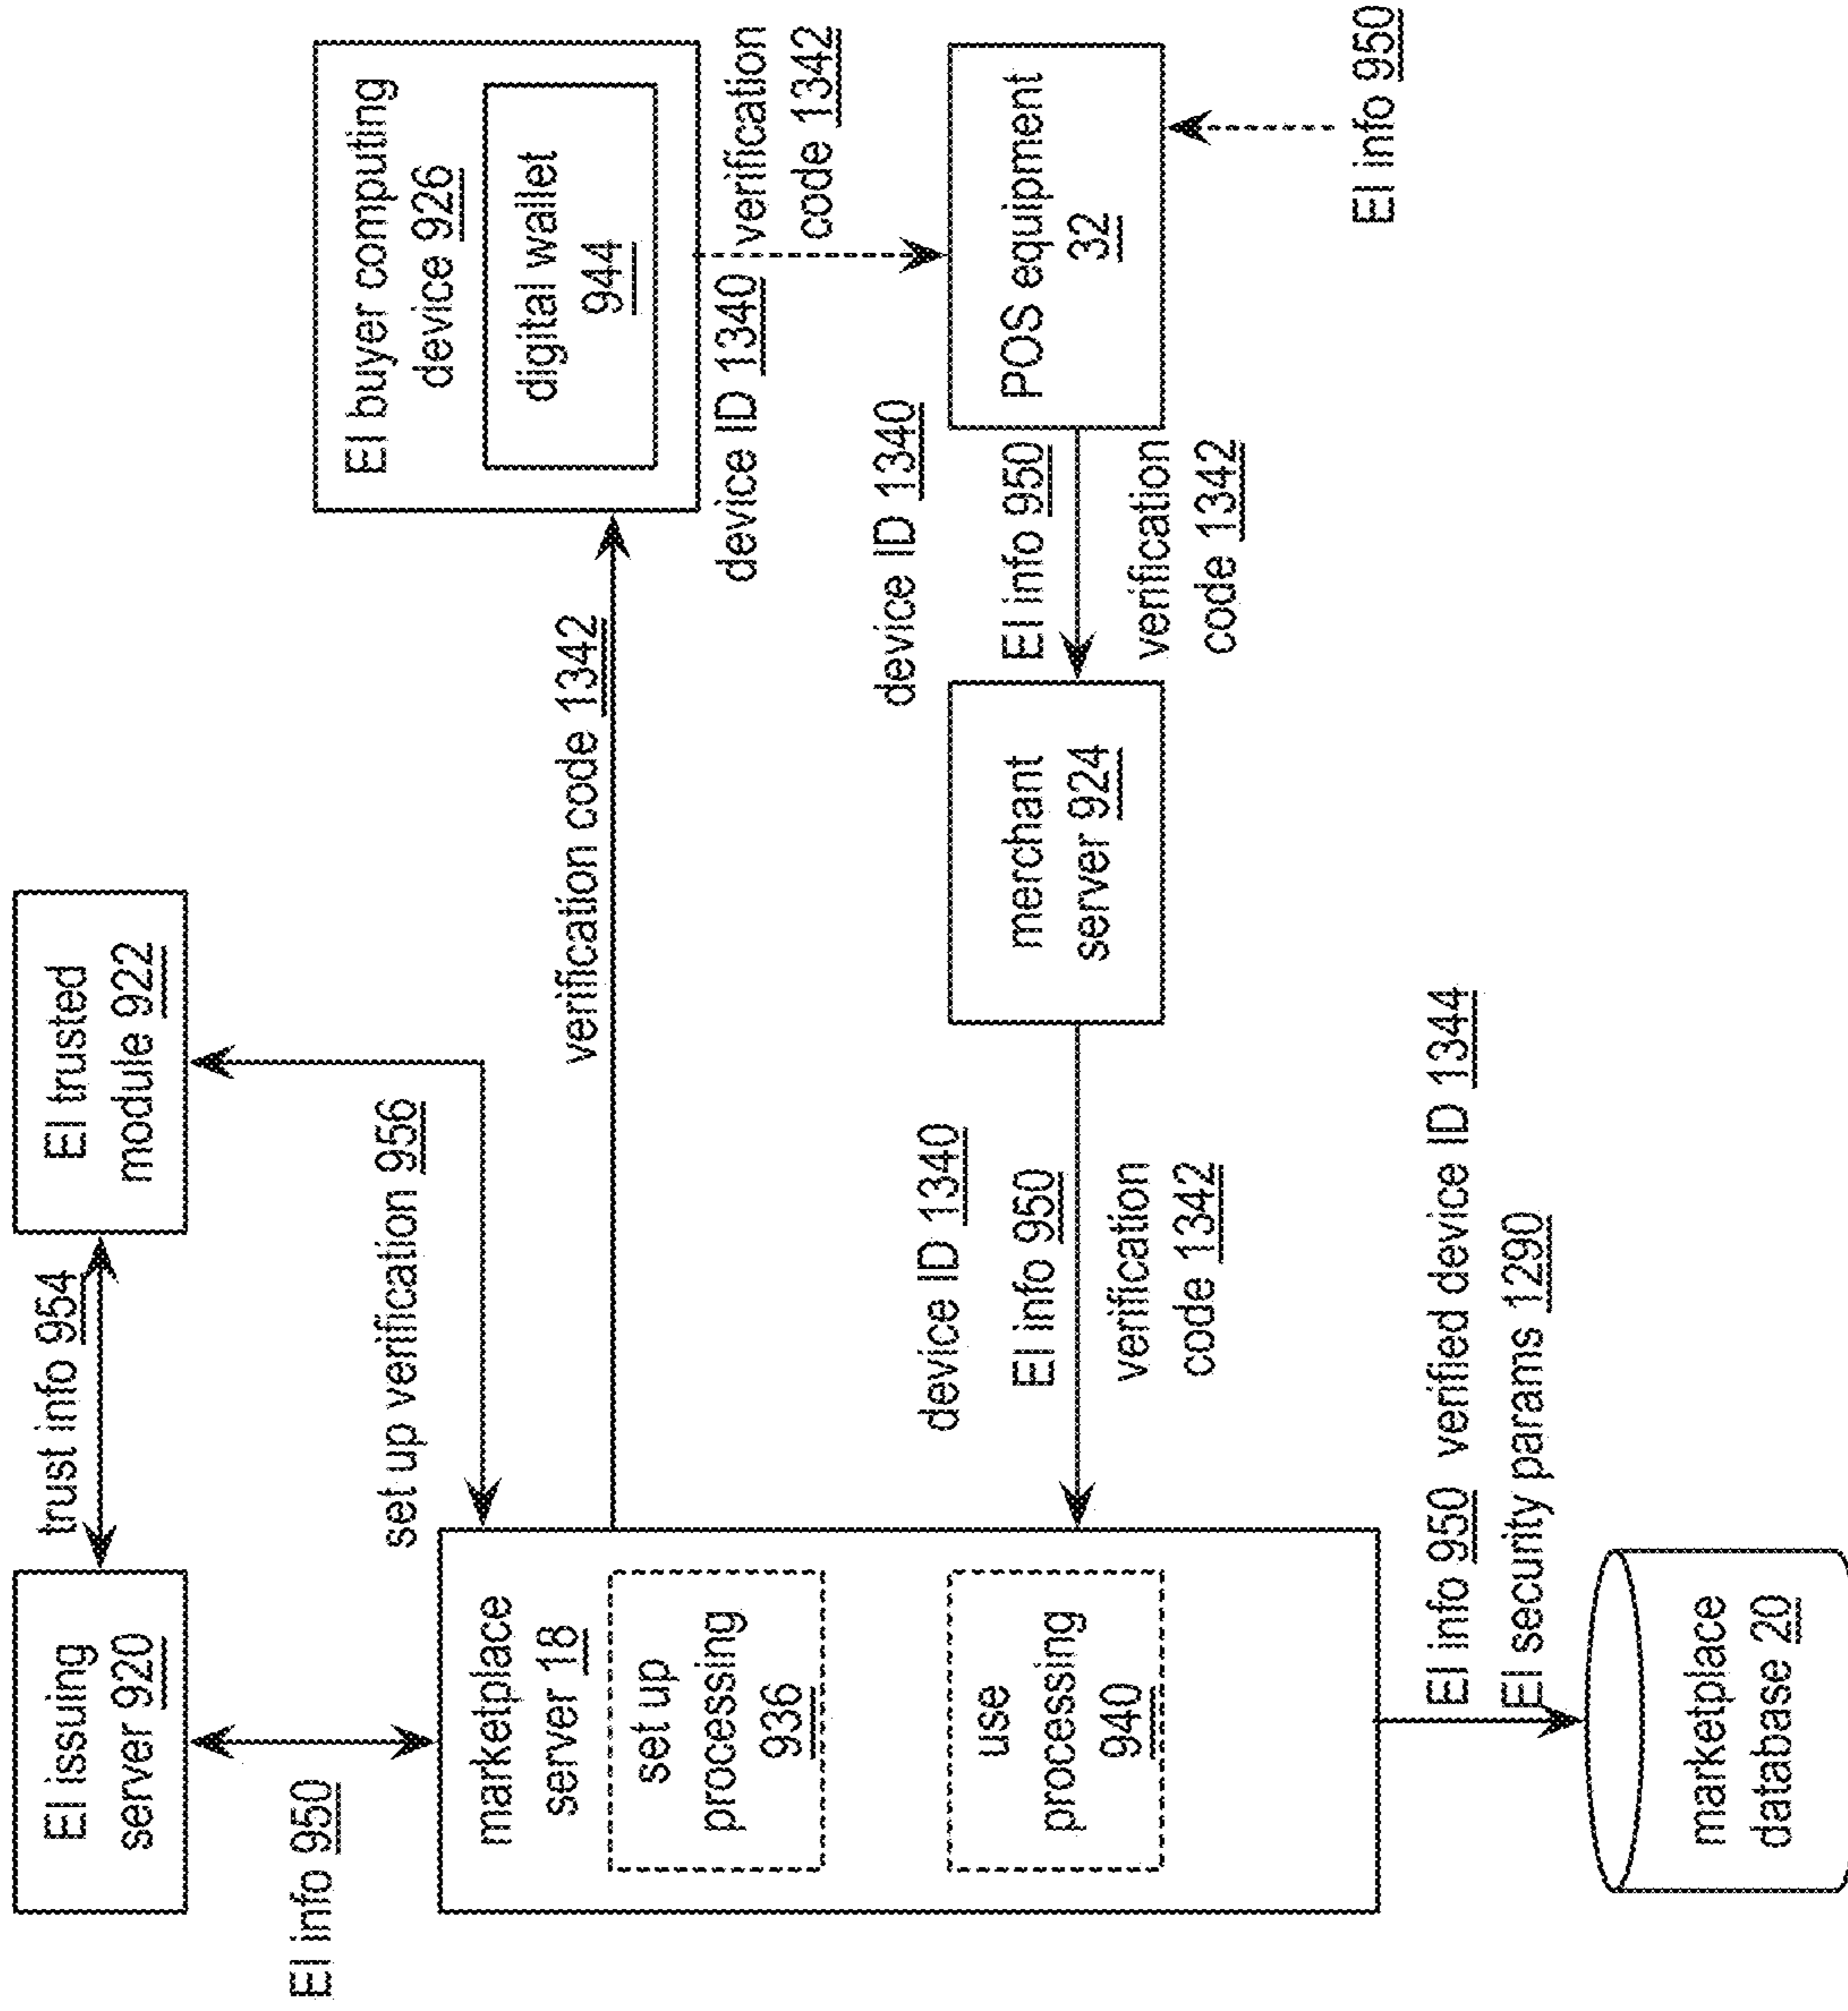 EI issuing
server 920
trust info 954
EI trusted
module 922
EI info 950
set up verification 956
marketplace
server 18
set up
processing
936
use
processing
940
verification code 1342
EI buyer computing
device 926
digital wallet
944
device ID 1340
verification
code 1342
device ID 1340
EI info 950
verification
code 1342
merchant
server 924
device ID 1340
EI info 950
verification
code 1342
POS equipment
32
EI info 950
EI info 950 verified device ID 1344
EI security params 1290
marketplace
database 20